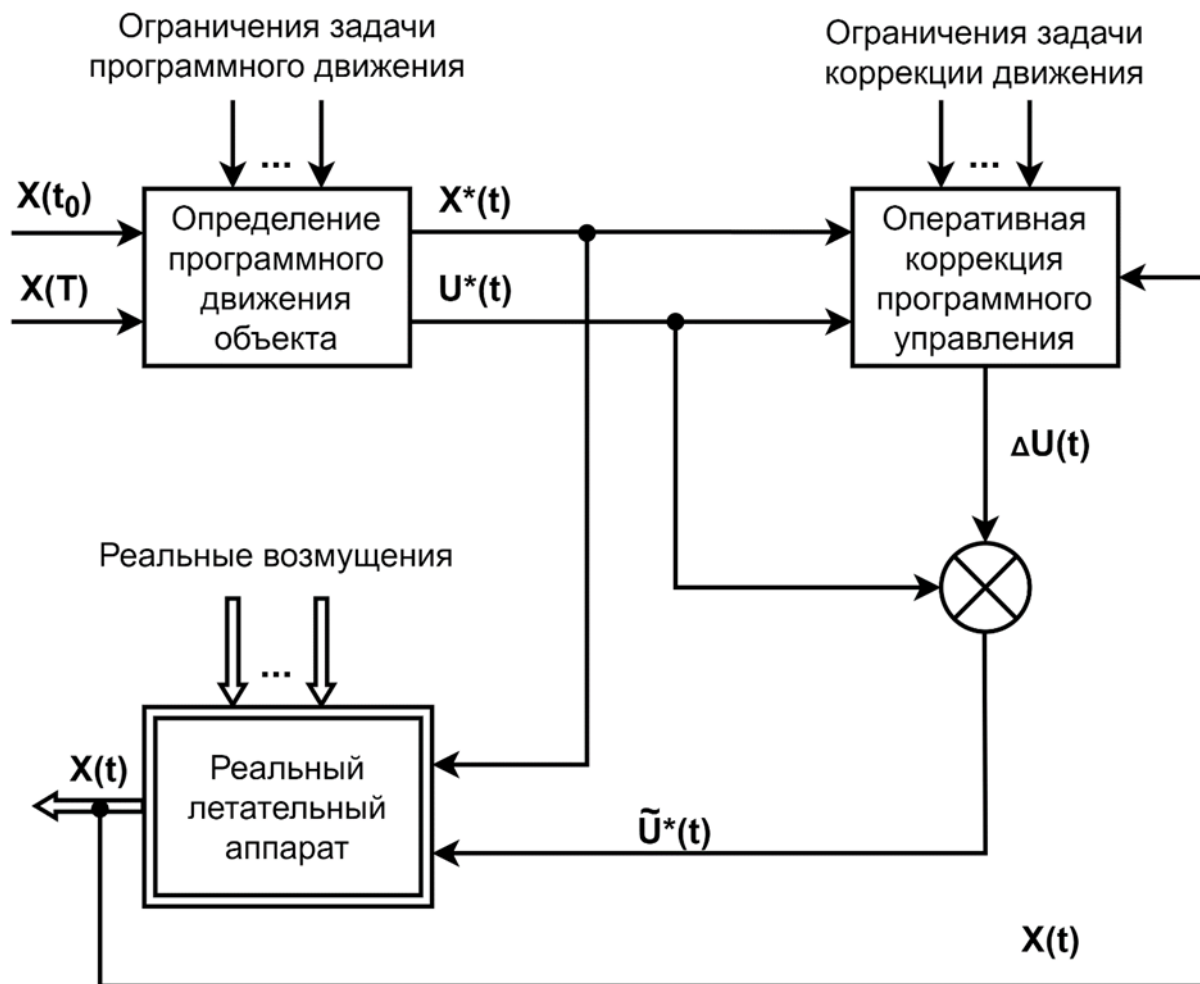 Ограничения задачи
программного движения
Ограничения задачи
коррекции движения
...
...
X(t₀)
X(T)
Определение
программного
движения
объекта
X*(t)
U*(t)
Оперативная
коррекция
программного
управления
ΔU(t)
Реальные возмущения
...
X(t)
Реальный
летательный
аппарат
Ũ*(t)
X(t)